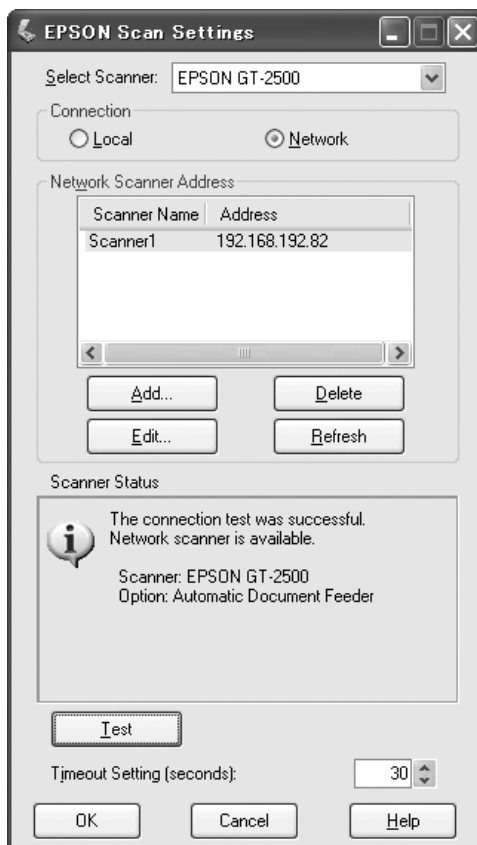 EPSON Scan Settings
Select Scanner: EPSON GT-2500
Connection
Local Network
Network Scanner Address
Scanner Name Address
Scanner1 192.168.192.82
Add... Delete
Edit... Refresh
Scanner Status
The connection test was successful.
Network scanner is available.
Scanner: EPSON GT-2500
Option: Automatic Document Feeder
Test
Timeout Setting (seconds): 30
OK Cancel Help